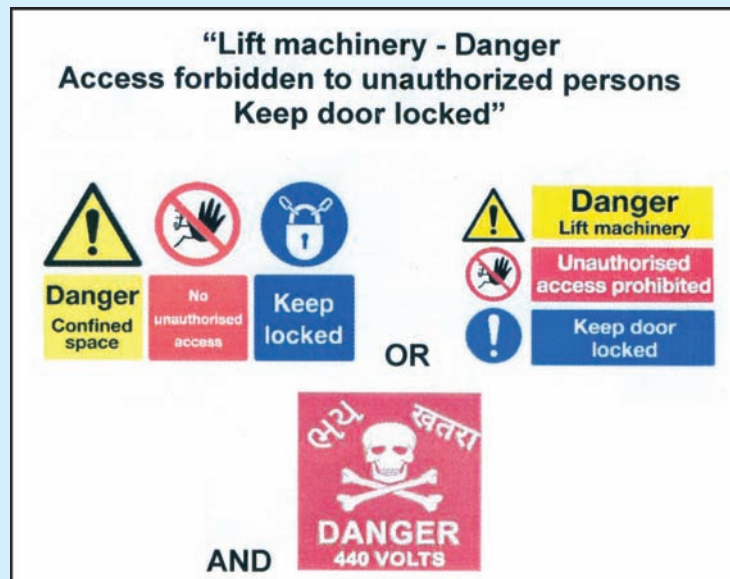 “Lift machinery - Danger
Access forbidden to unauthorized persons
Keep door locked”
Danger
Confined
space
No
unauthorised
access
Keep
locked
OR
Danger
Lift machinery
Unauthorised
access prohibited
Keep door
locked
AND
ભય खतरा
DANGER
440 VOLTS